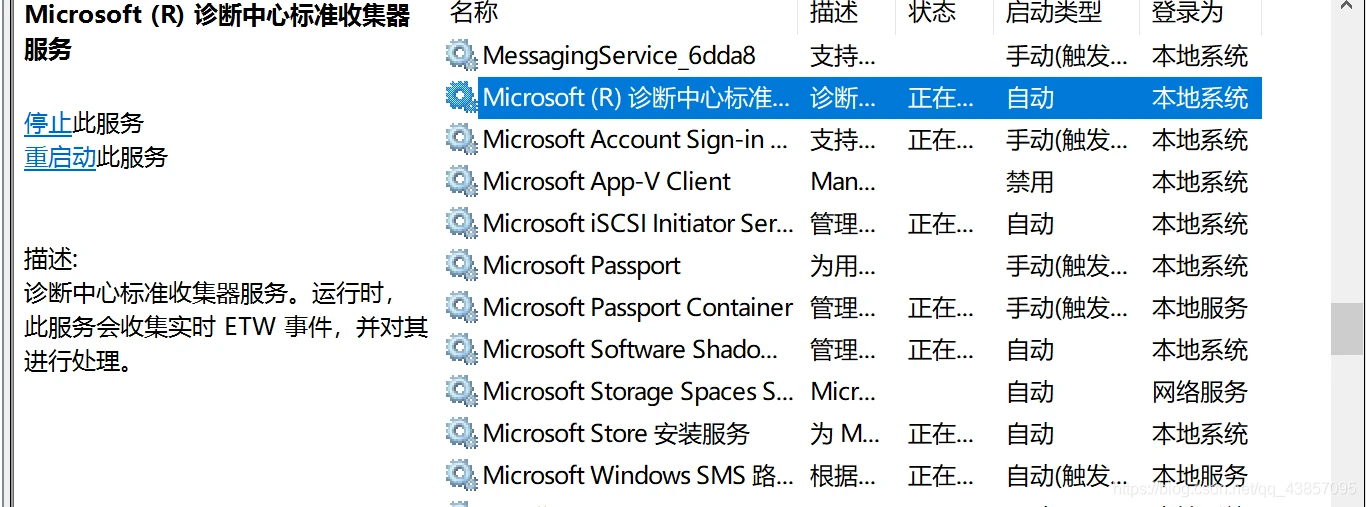 Microsoft (R) 诊断中心标准收集器
服务
停止此服务
重启动此服务
描述:
诊断中心标准收集器服务。运行时，
此服务会收集实时 ETW 事件，并对其
进行处理。
名称 描述 状态 启动类型 登录为
MessagingService_6dda8 支持... 手动(触发... 本地系统
Microsoft (R) 诊断中心标准... 诊断... 正在... 自动 本地系统
Microsoft Account Sign-in ... 支持... 正在... 手动(触发... 本地系统
Microsoft App-V Client Man... 禁用 本地系统
Microsoft iSCSI Initiator Ser... 管理... 正在... 自动 本地系统
Microsoft Passport 为用... 手动(触发... 本地系统
Microsoft Passport Container 管理... 正在... 手动(触发... 本地服务
Microsoft Software Shado... 管理... 正在... 自动 本地系统
Microsoft Storage Spaces S... Micr... 自动 网络服务
Microsoft Store 安装服务 为 M... 正在... 自动 本地系统
Microsoft Windows SMS 路... 根据... 正在... 自动(触发... 本地服务
https://blog.csdn.net/qq_43857095